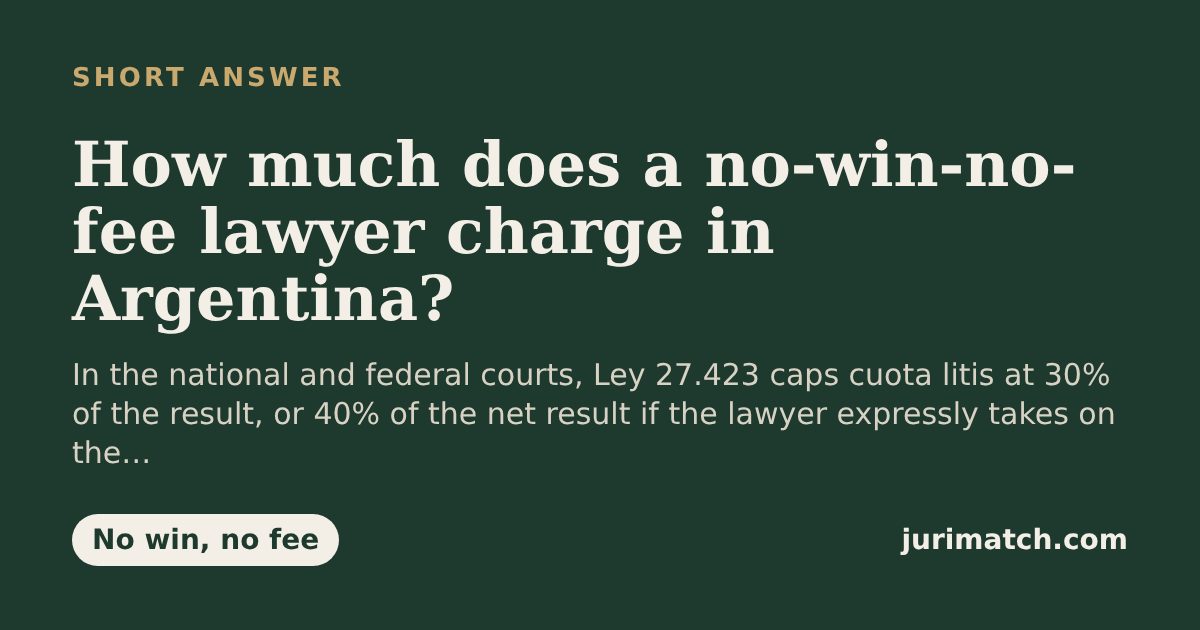 SHORT ANSWER
How much does a no-win-no-
fee lawyer charge in
Argentina?
In the national and federal courts, Ley 27.423 caps cuota litis at 30%
of the result, or 40% of the net result if the lawyer expressly takes on
the…
No win, no fee
jurimatch.com